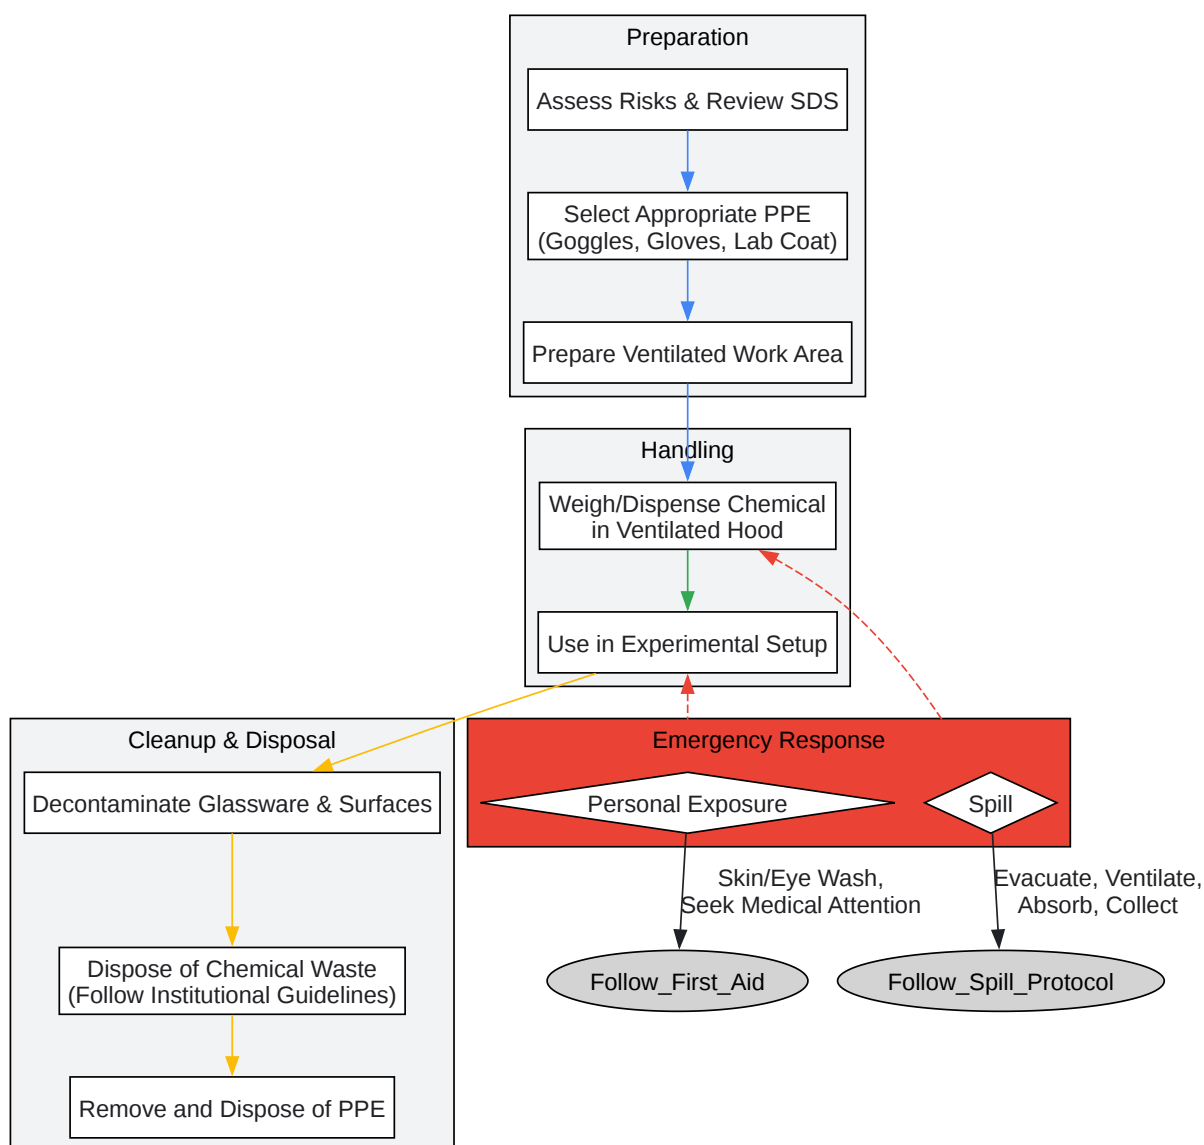 Preparation
Assess Risks & Review SDS
Select Appropriate PPE
(Goggles, Gloves, Lab Coat)
Prepare Ventilated Work Area
Handling
Weigh/Dispense Chemical
in Ventilated Hood
Use in Experimental Setup
Cleanup & Disposal
Decontaminate Glassware & Surfaces
Dispose of Chemical Waste
(Follow Institutional Guidelines)
Remove and Dispose of PPE
Emergency Response
Personal Exposure
Spill
Skin/Eye Wash,
Seek Medical Attention
Evacuate, Ventilate,
Absorb, Collect
Follow_First_Aid
Follow_Spill_Protocol